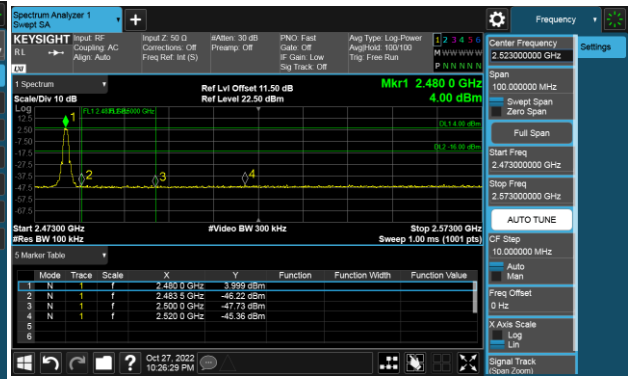 Spectrum Analyzer 1
Swept SA
+
Frequency
KEYSIGHT
RL
Input: RF
Coupling: AC
Align: Auto
Input Z: 50 Ω
Corrections: Off
Freq Ref: Int (S)
#Atten: 30 dB
Preamp: Off
PNO: Fast
Gate: Off
IF Gain: Low
Sig Track: Off
Avg Type: Log-Power
Avg|Hold: 100/100
Trig: Free Run
1 2 3 4 5 6
M W W W W W
P N N N N N
LXI
1 Spectrum
Scale/Div 10 dB
Ref Lvl Offset 11.50 dB
Ref Level 22.50 dBm
Mkr1 2.480 0 GHz
4.00 dBm
Log
12.5
2.50
-7.50
-17.5
-27.5
-37.5
-47.5
-57.5
-67.5
DL1 4.00 dBm
DL2 -16.00 dBm
1
2
3
4
Start 2.47300 GHz
#Res BW 100 kHz
#Video BW 300 kHz
Stop 2.57300 GHz
Sweep 1.00 ms (1001 pts)
5 Marker Table
Mode Trace Scale X Y Function Function Width Function Value
1 N 1 f 2.480 0 GHz 3.999 dBm
2 N 1 f 2.483 5 GHz -46.22 dBm
3 N 1 f 2.500 0 GHz -47.73 dBm
4 N 1 f 2.520 0 GHz -45.36 dBm
5
6
?
Oct 27, 2022
10:26:29 PM
Center Frequency
2.523000000 GHz
Settings
Span
100.000000 MHz
Swept Span
Zero Span
Full Span
Start Freq
2.473000000 GHz
Stop Freq
2.573000000 GHz
AUTO TUNE
CF Step
10.000000 MHz
Auto
Man
Freq Offset
0 Hz
X Axis Scale
Log
Lin
Signal Track
(Span Zoom)